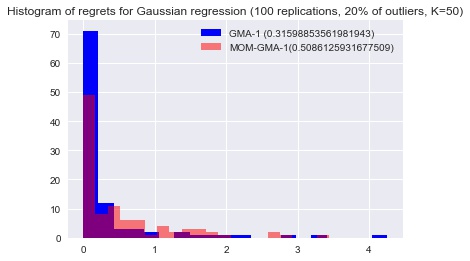 Histogram of regrets for Gaussian regression (100 replications, 20% of outliers, K=50)
GMA-1 (0.31598853561981943)
MOM-GMA-1(0.5086125931677509)
70
60
50
40
30
20
10
0
0 1 2 3 4